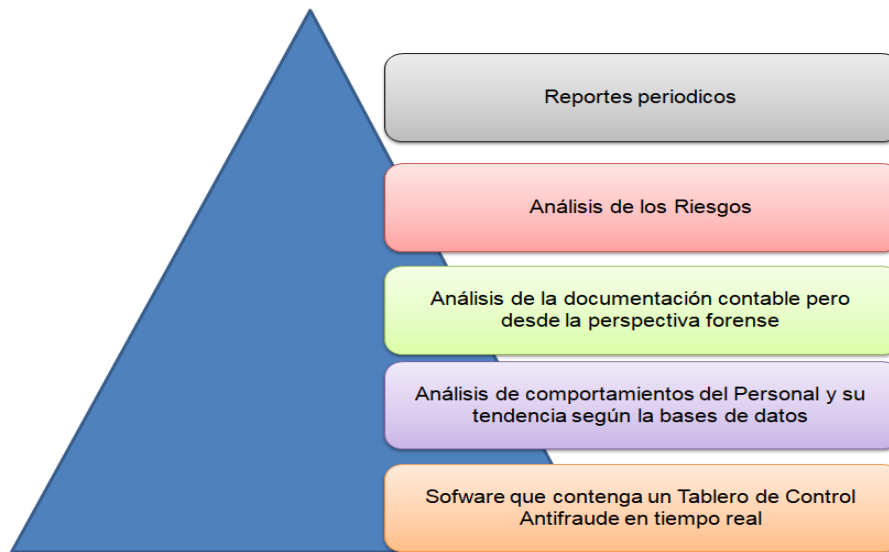 Reportes periodicos
Análisis de los Riesgos
Análisis de la documentación contable pero
desde la perspectiva forense
Análisis de comportamientos del Personal y su
tendencia según la bases de datos
Sofware que contenga un Tablero de Control
Antifraude en tiempo real